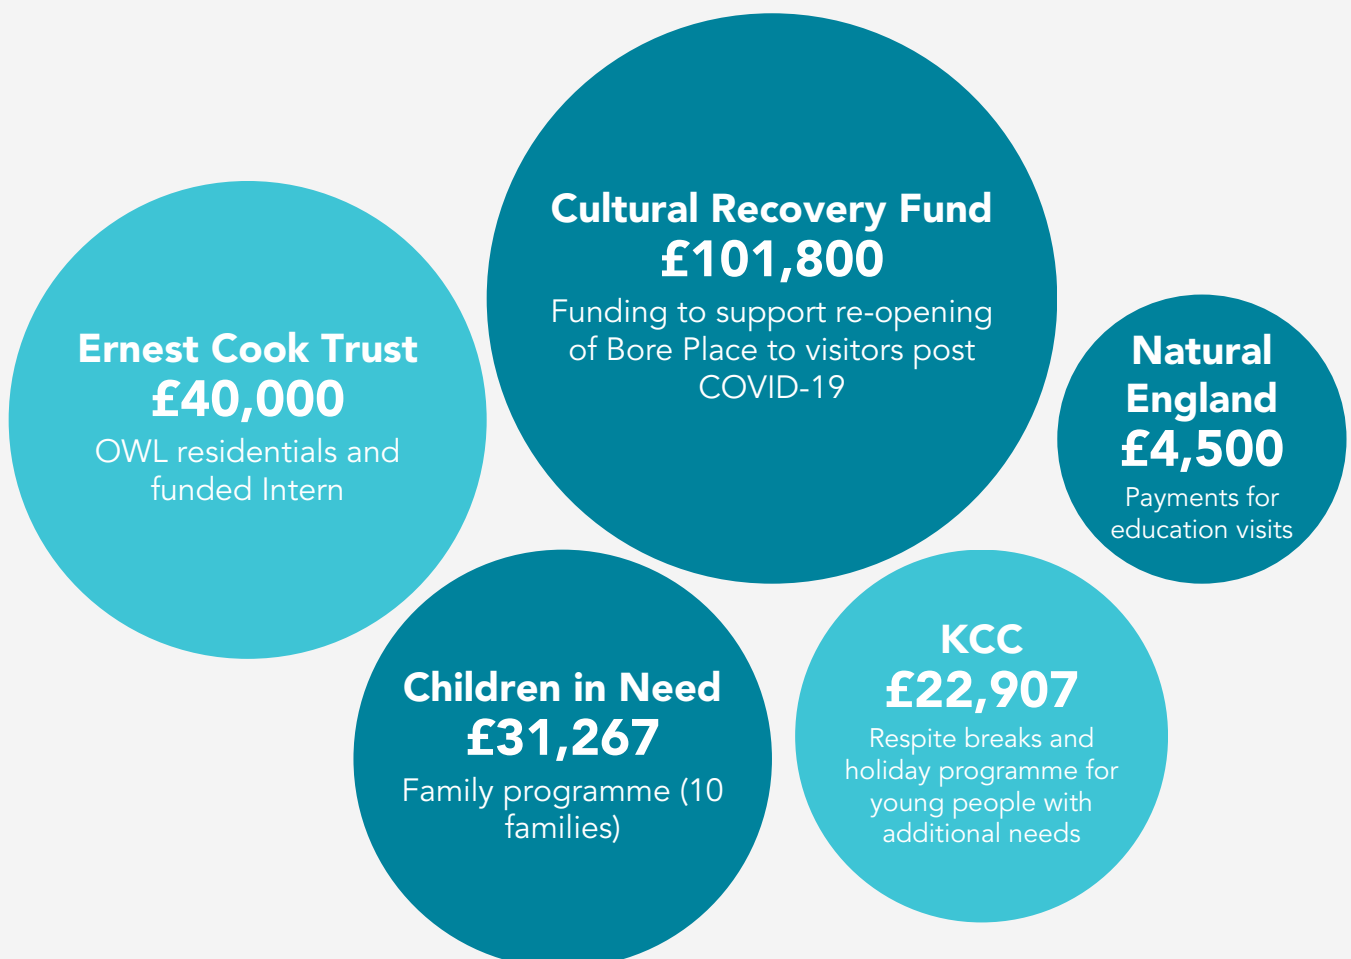 Cultural Recovery Fund
£101,800
Funding to support re-opening
of Bore Place to visitors post
COVID-19
Ernest Cook Trust
£40,000
OWL residentials and
funded Intern
Natural
England
£4,500
Payments for
education visits
Children in Need
£31,267
Family programme (10
families)
KCC
£22,907
Respite breaks and
holiday programme for
young people with
additional needs